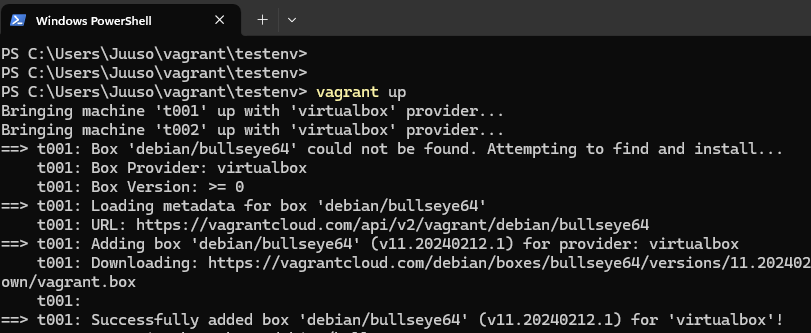 Windows PowerShell
PS C:\Users\Juuso\vagrant\testenv>
PS C:\Users\Juuso\vagrant\testenv>
PS C:\Users\Juuso\vagrant\testenv> vagrant up
Bringing machine 't001' up with 'virtualbox' provider...
Bringing machine 't002' up with 'virtualbox' provider...
==> t001: Box 'debian/bullseye64' could not be found. Attempting to find and install...
    t001: Box Provider: virtualbox
    t001: Box Version: >= 0
==> t001: Loading metadata for box 'debian/bullseye64'
    t001: URL: https://vagrantcloud.com/api/v2/vagrant/debian/bullseye64
==> t001: Adding box 'debian/bullseye64' (v11.20240212.1) for provider: virtualbox
    t001: Downloading: https://vagrantcloud.com/debian/boxes/bullseye64/versions/11.202402
own/vagrant.box
    t001:
==> t001: Successfully added box 'debian/bullseye64' (v11.20240212.1) for 'virtualbox'!